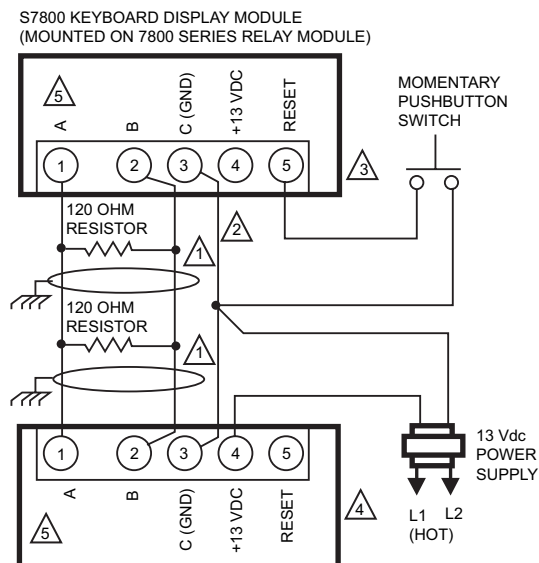 S7800 KEYBOARD DISPLAY MODULE
(MOUNTED ON 7800 SERIES RELAY MODULE)
5
A
B
C (GND)
+13 VDC
RESET
MOMENTARY
PUSHBUTTON
SWITCH
1
2
3
4
5
3
120 OHM
RESISTOR
2
1
120 OHM
RESISTOR
1
1
2
3
4
5
13 Vdc
POWER
SUPPLY
A
B
C (GND)
+13 VDC
RESET
4
5
L1
(HOT)
L2